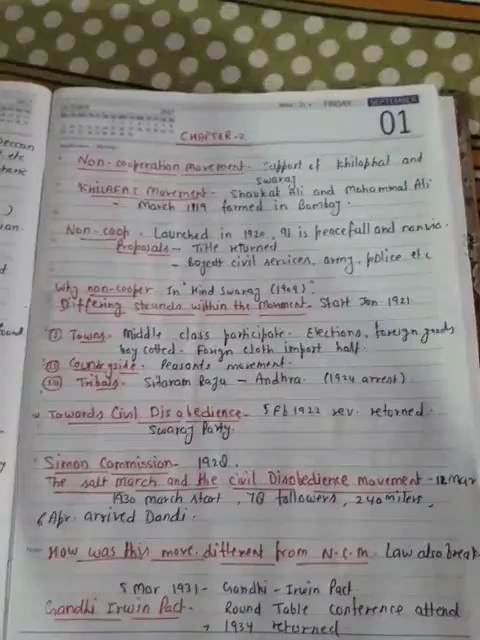 SEPTEMBER
FRIDAY
01
CHAPTER-2
Non-cooperation movement- Support of Khilaphat and
Swaraj
KHILAFAT Movement- Shaukat Ali and Mohammal Ali
- March 1919 formed in Bombay.
Non-coop- Launched in 1920, It is peacefull and nonvio-
Proposals- Title returned
- Boycott civil services, army, police etc
Why non-cooper In "Hind Swaraj (1909)".
Differing strands within the Movement- Start Jan 1921
(i) Towns- Middle class participate. Elections, foreign goods
boycotted. Foreign cloth import half.
(ii) Countryside- Peasants movement.
(iii) Tribals- Sitaram Raju - Andhra. (1924 arrest).
Towards Civil Disobedience- 5 Fb 1922 rev. returned.
Swaraj Party.
Simon Commission- 1928.
The salt march and the civil Disobedience movement-12 Mar
1930 march start, 78 followers, 240 milers,
6 Apr. arrived Dandi.
How was this move. different from N.C.M. Law also break
5 Mar 1931- Gandhi-Irwin Pact
Gandhi Irwin Pact- Round Table conference attend
1934 returned